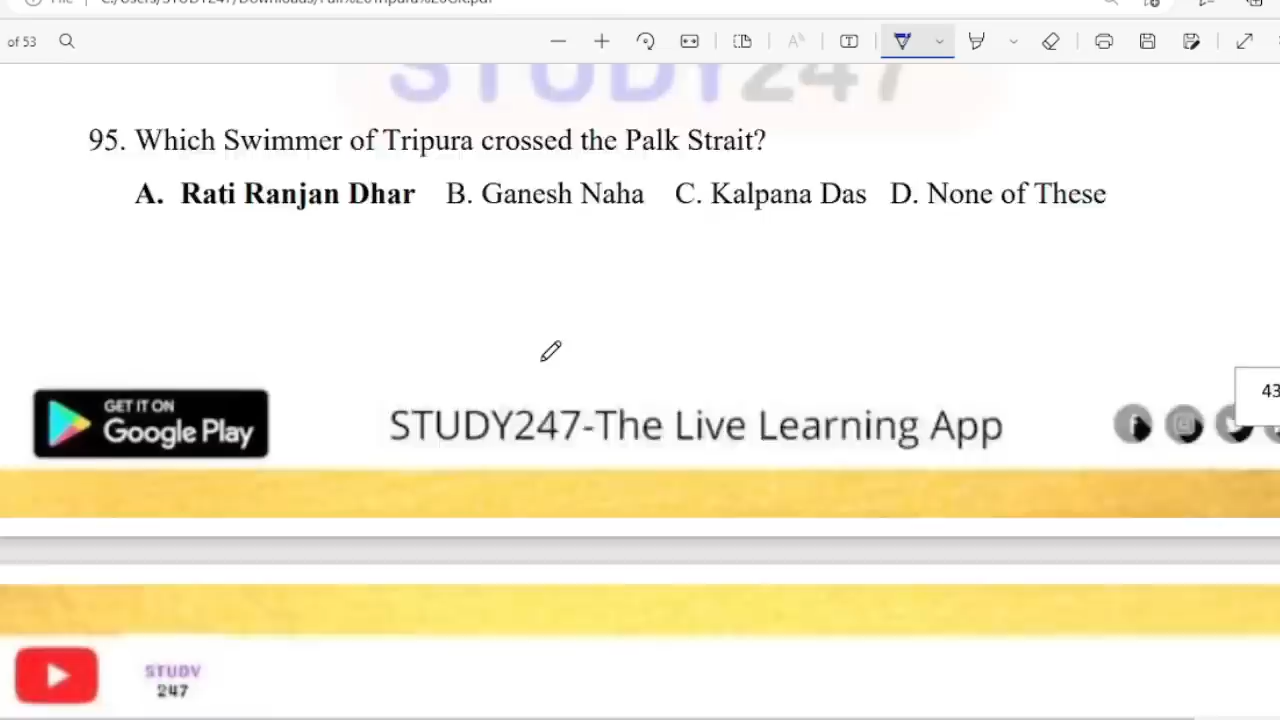 of 53
STUDY247
95. Which Swimmer of Tripura crossed the Palk Strait?
A. Rati Ranjan Dhar B. Ganesh Naha C. Kalpana Das D. None of These
43
GET IT ON
Google Play
STUDY247-The Live Learning App
STUDY
247